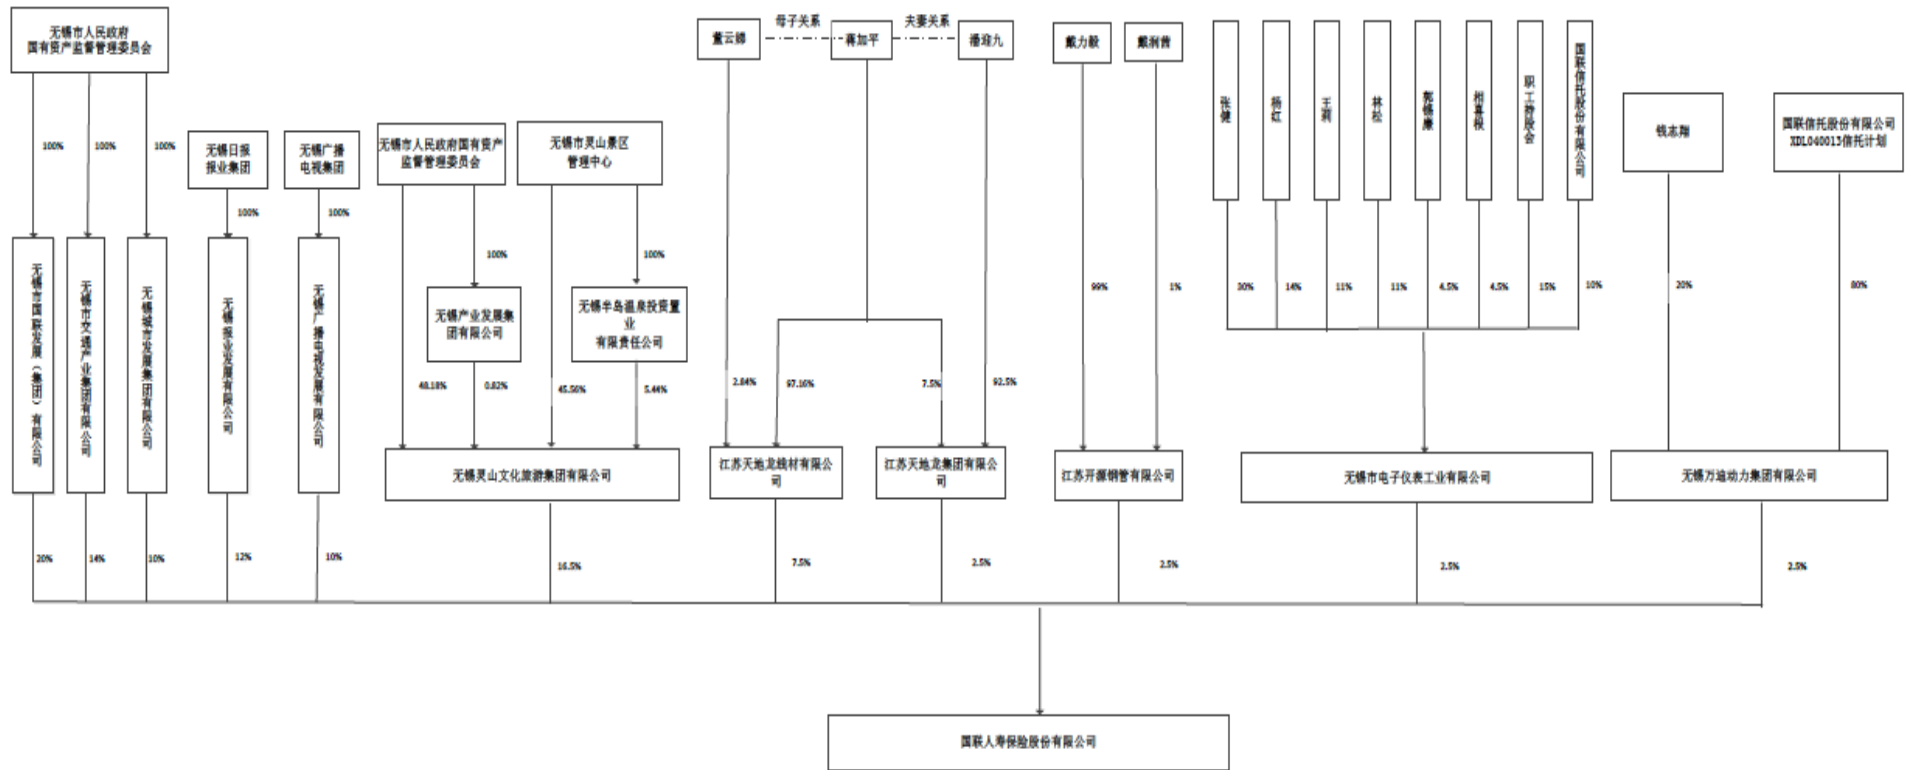 无锡市人民政府
国有资产监督管理委员会
董云娣
母子关系
蒋加平
夫妻关系
潘迎九
戴力毅
戴润茜
张健
杨红
王莉
林松
郭锡康
相喜根
职工持股会
国联信托股份有限公司
钱志翔
国联信托股份有限公司
XDL040013信托计划
100%
100%
100%
无锡日报
报业集团
无锡广播
电视集团
无锡市人民政府国有资产
监督管理委员会
无锡市灵山景区
管理中心
100%
100%
100%
100%
无锡市国联发展(集团)有限公司
无锡市交通产业集团有限公司
无锡城市发展集团有限公司
无锡报业发展有限公司
无锡广播电视发展有限公司
无锡产业发展集
团有限公司
无锡半岛温泉投资置
业
有限责任公司
99%
1%
30%
14%
11%
11%
4.5%
4.5%
15%
10%
20%
80%
48.18%
0.82%
45.56%
5.44%
2.84%
97.16%
7.5%
92.5%
无锡灵山文化旅游集团有限公司
江苏天地龙线材有限公
司
江苏天地龙集团有限公
司
江苏开源钢管有限公司
无锡市电子仪表工业有限公司
无锡万迪动力集团有限公司
20%
14%
10%
12%
10%
16.5%
7.5%
2.5%
2.5%
2.5%
2.5%
国联人寿保险股份有限公司